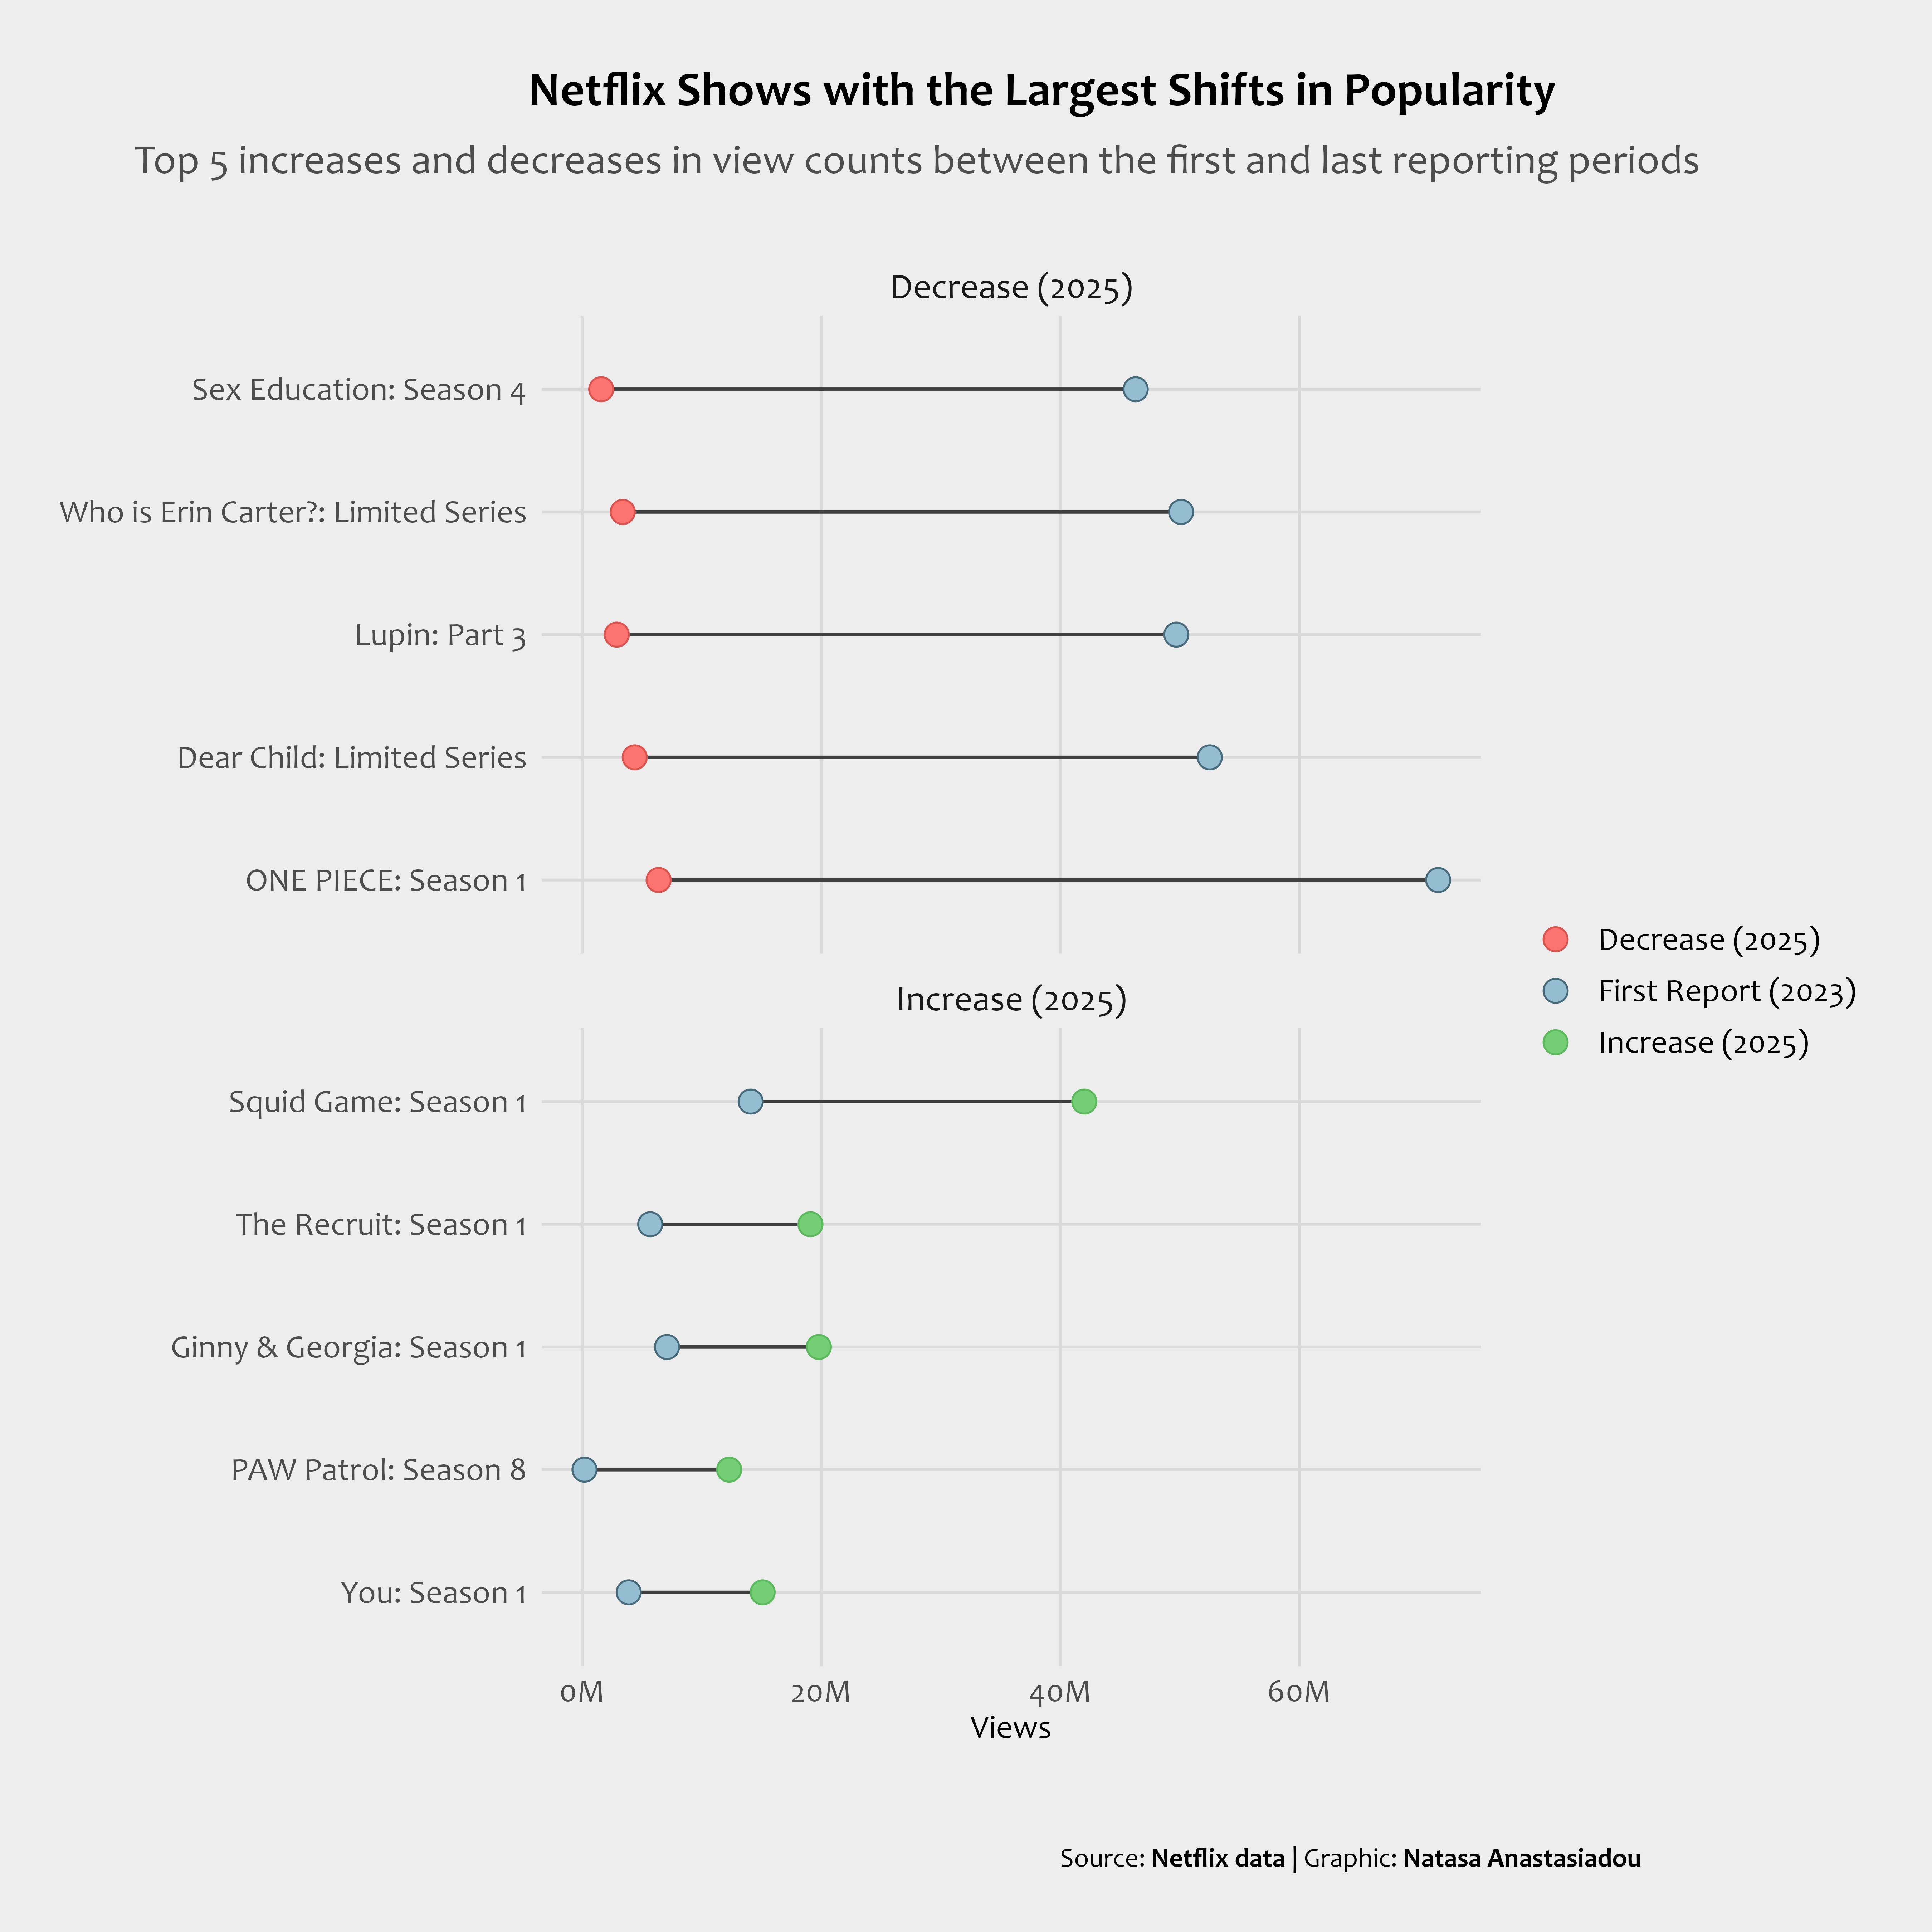 Netflix Shows with the Largest Shifts in Popularity
Top 5 increases and decreases in view counts between the first and last reporting periods
Decrease (2025)
Sex Education: Season 4
Who is Erin Carter?: Limited Series
Lupin: Part 3
Dear Child: Limited Series
ONE PIECE: Season 1
Decrease (2025)
First Report (2023)
Increase (2025)
Increase (2025)
Squid Game: Season 1
The Recruit: Season 1
Ginny & Georgia: Season 1
PAW Patrol: Season 8
You: Season 1
0M 20M 40M 60M
Views
Source: Netflix data | Graphic: Natasa Anastasiadou